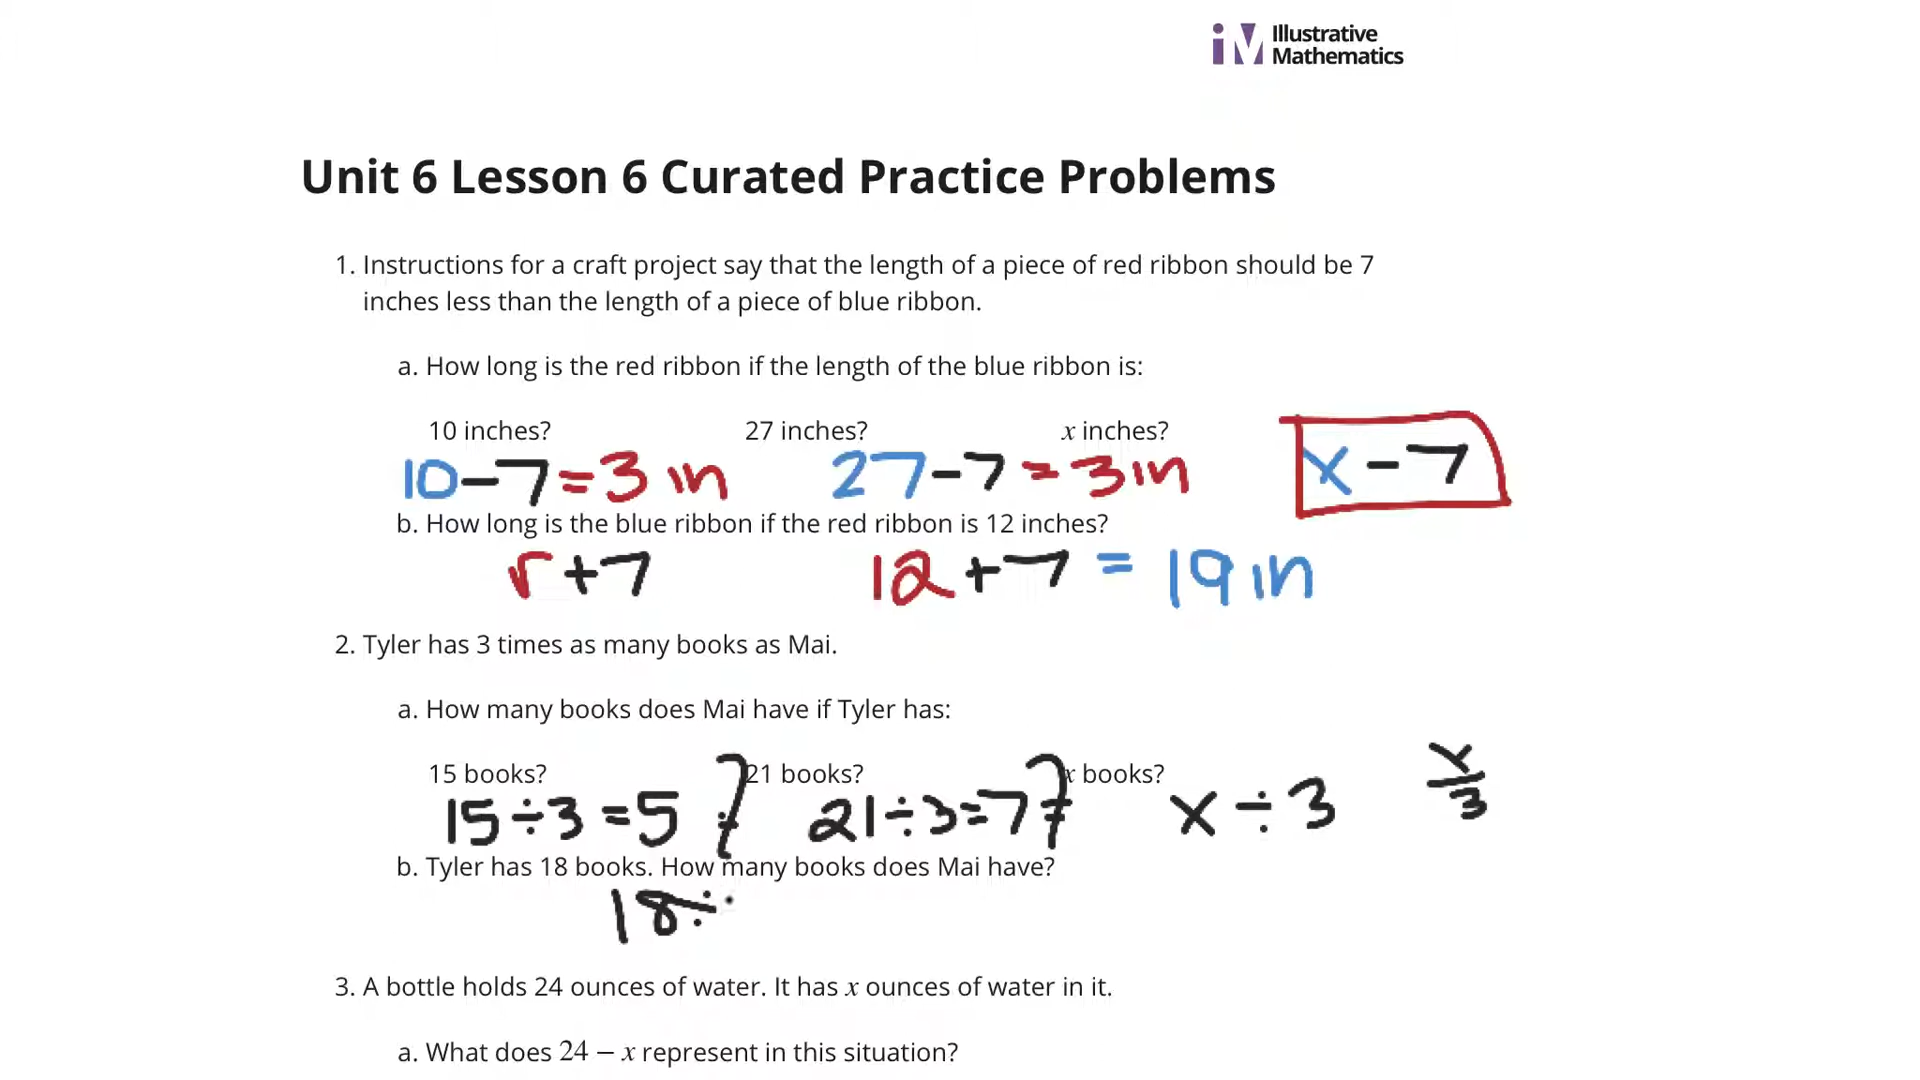 Illustrative
Mathematics
Unit 6 Lesson 6 Curated Practice Problems
1. Instructions for a craft project say that the length of a piece of red ribbon should be 7
inches less than the length of a piece of blue ribbon.
a. How long is the red ribbon if the length of the blue ribbon is:
10 inches? 27 inches? x inches?
10-7=3 in 27-7=3in x-7
b. How long is the blue ribbon if the red ribbon is 12 inches?
r+7 12+7=19in
2. Tyler has 3 times as many books as Mai.
a. How many books does Mai have if Tyler has:
15 books? 21 books? x books?
15÷3=5 21÷3=7 x÷3 x/3
b. Tyler has 18 books. How many books does Mai have?
18÷
3. A bottle holds 24 ounces of water. It has x ounces of water in it.
a. What does 24 − x represent in this situation?